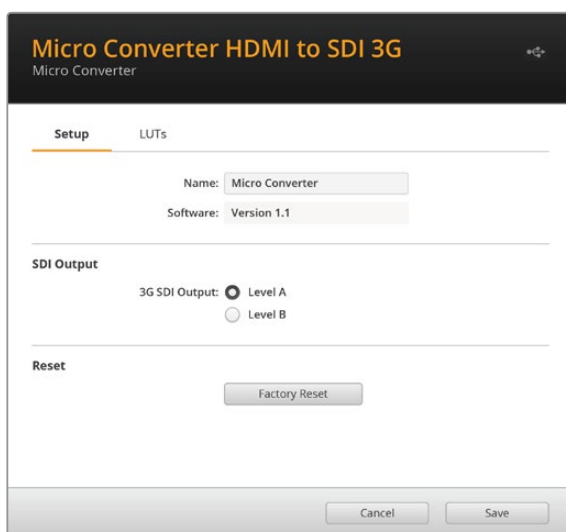 Micro Converter HDMI to SDI 3G
Micro Converter
Setup LUTs
Name: Micro Converter
Software: Version 1.1
SDI Output
3G SDI Output: Level A
Level B
Reset
Factory Reset
Cancel Save